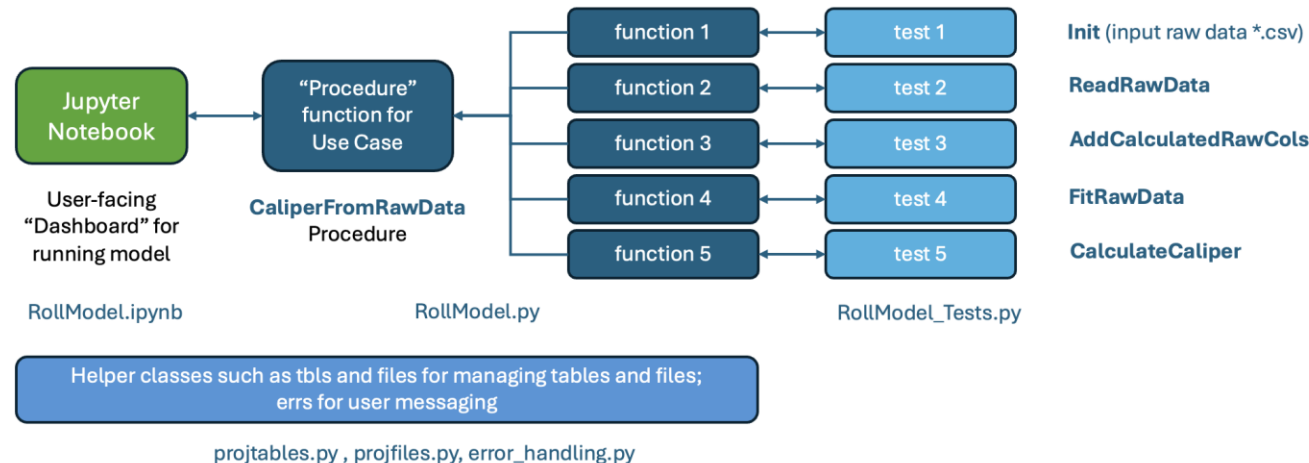 function 1
test 1
Init (input raw data *.csv)
Jupyter
Notebook
“Procedure”
function for
Use Case
function 2
test 2
ReadRawData
function 3
test 3
AddCalculatedRawCols
User-facing
“Dashboard” for
running model
CaliperFromRawData
Procedure
function 4
test 4
FitRawData
function 5
test 5
CalculateCaliper
RollModel.ipynb
RollModel.py
RollModel_Tests.py
Helper classes such as tbls and files for managing tables and files;
errs for user messaging
projtables.py , projfiles.py, error_handling.py